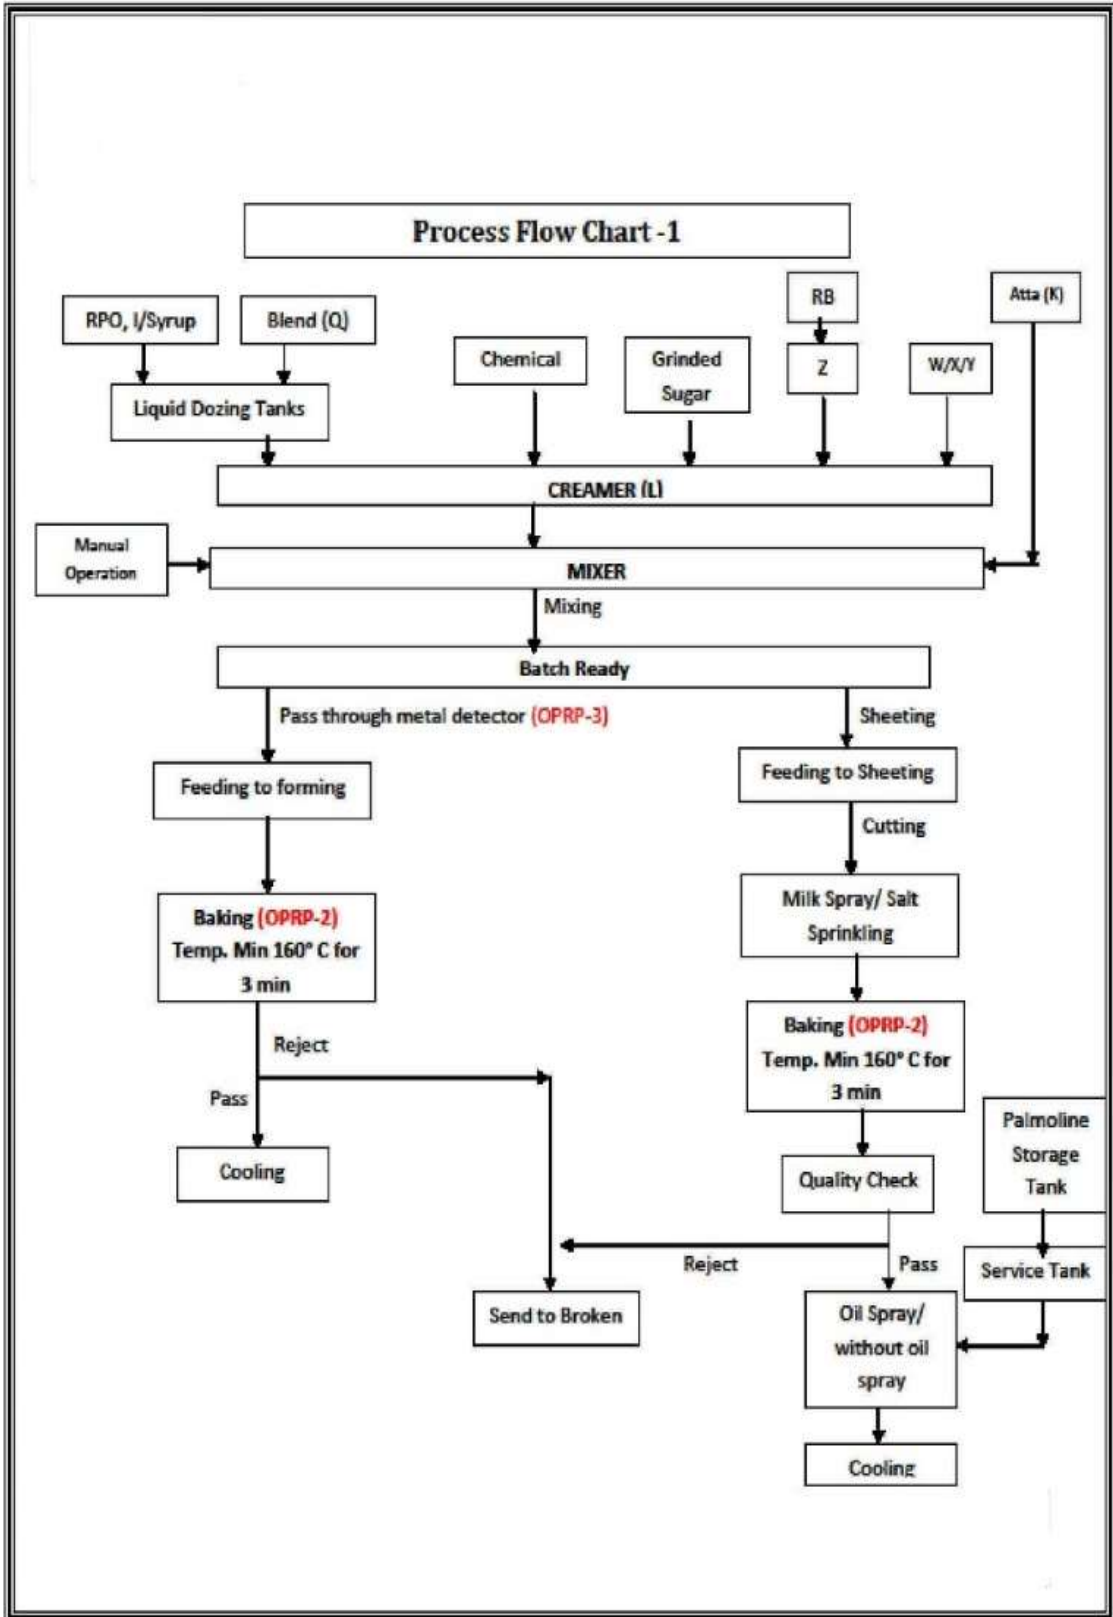 Process Flow Chart -1
RB
Atta (K)
RPO, I/Syrup
Blend (Q)
Chemical
Grinded
Sugar
Z
W/X/Y
Liquid Dozing Tanks
CREAMER (L)
Manual
Operation
MIXER
Mixing
Batch Ready
Pass through metal detector (OPRP-3)
Sheeting
Feeding to forming
Feeding to Sheeting
Cutting
Baking (OPRP-2)
Temp. Min 160° C for
3 min
Milk Spray/ Salt
Sprinkling
Reject
Pass
Cooling
Baking (OPRP-2)
Temp. Min 160° C for
3 min
Palmoline
Storage
Tank
Quality Check
Reject
Pass
Service Tank
Send to Broken
Oil Spray/
without oil
spray
Cooling